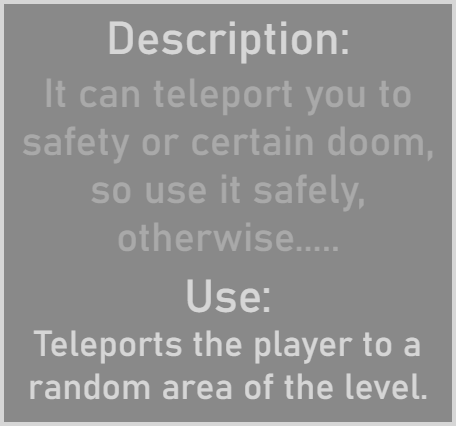 Description:
It can teleport you to
safety or certain doom,
so use it safely,
otherwise.....
Use:
Teleports the player to a
random area of the level.